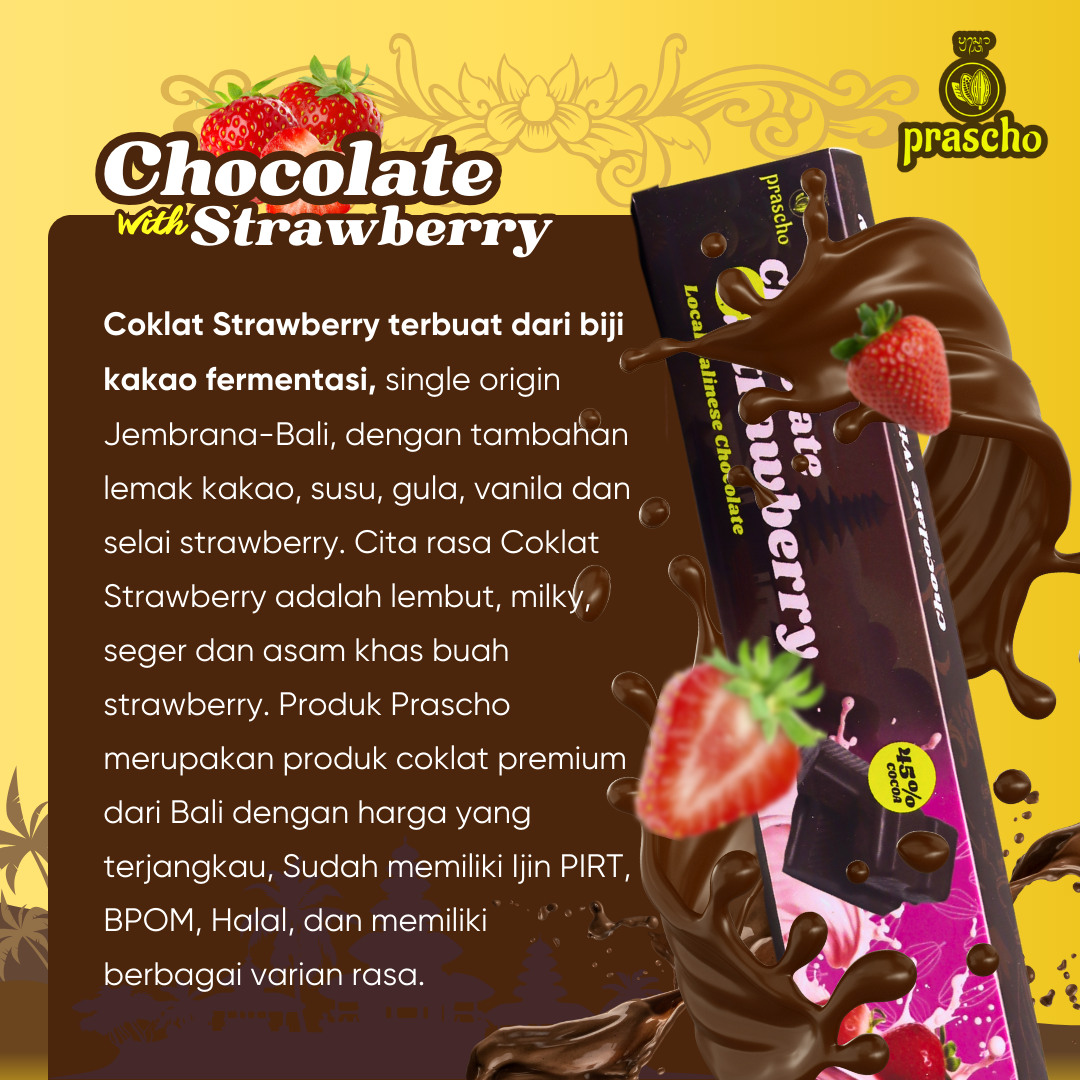 prascho
Chocolate
with Strawberry
Coklat Strawberry terbuat dari biji
kakao fermentasi, single origin
Jembrana-Bali, dengan tambahan
lemak kakao, susu, gula, vanila dan
selai strawberry. Cita rasa Coklat
Strawberry adalah lembut, milky,
seger dan asam khas buah
strawberry. Produk Prascho
merupakan produk coklat premium
dari Bali dengan harga yang
terjangkau, Sudah memiliki Ijin PIRT,
BPOM, Halal, dan memiliki
berbagai varian rasa.
prascho
Chocolate
45%
COCOA